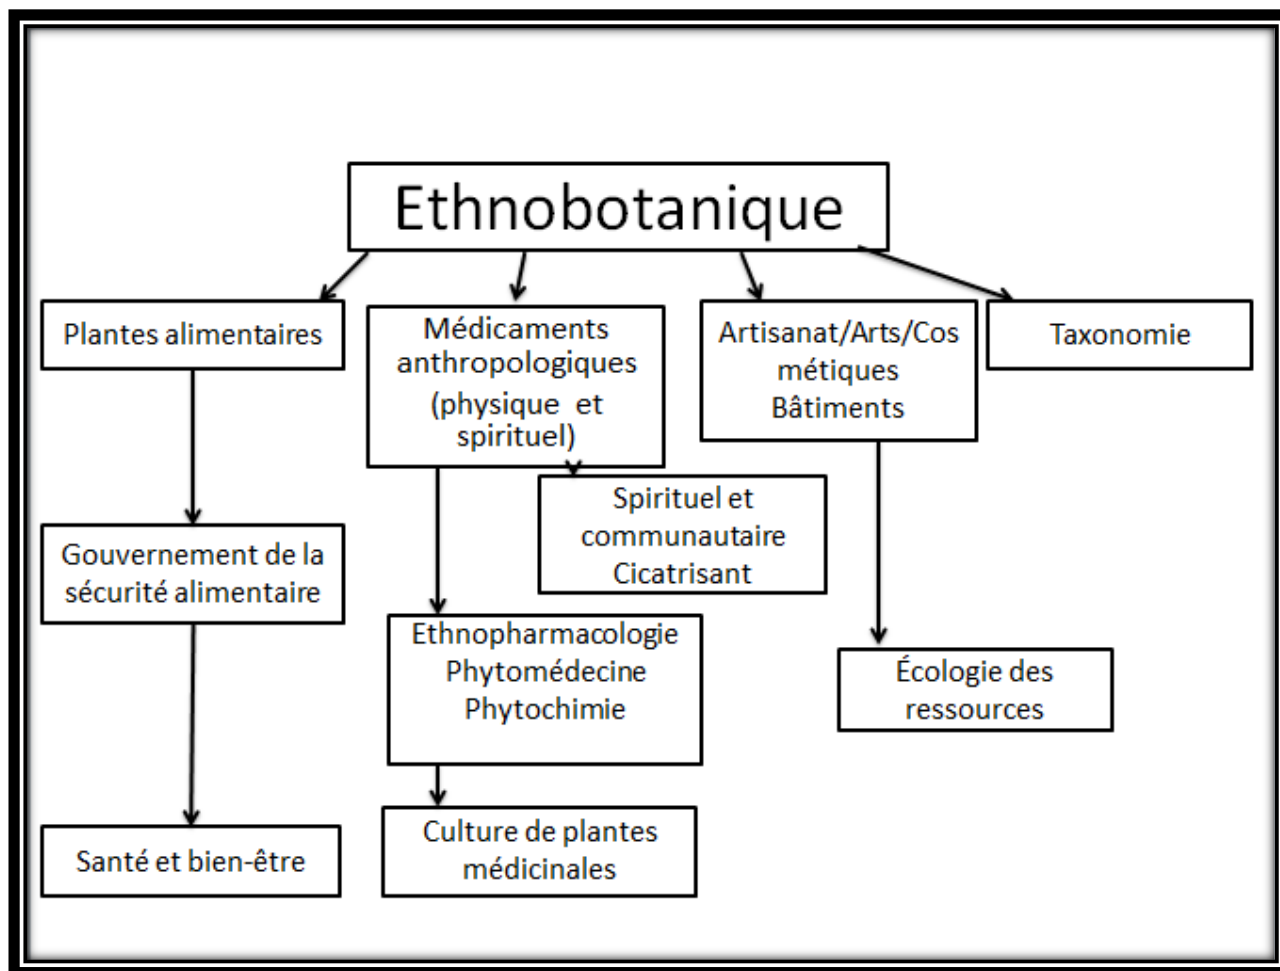 Ethnobotanique
Plantes alimentaires
Médicaments
anthropologiques
(physique et
spirituel)
Artisanat/Arts/Cos
métiques
Bâtiments
Taxonomie
Spirituel et
communautaire
Cicatrisant
Gouvernement de la
sécurité alimentaire
Ethnopharmacologie
Phytomédecine
Phytochimie
Écologie des
ressources
Santé et bien-être
Culture de plantes
médicinales